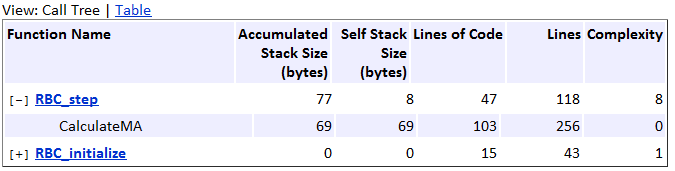 View: Call Tree | Table
Function Name Accumulated Stack Size (bytes) Self Stack Size (bytes) Lines of Code Lines Complexity
[−] RBC_step 77 8 47 118 8
CalculateMA 69 69 103 256 0
[+] RBC_initialize 0 0 15 43 1